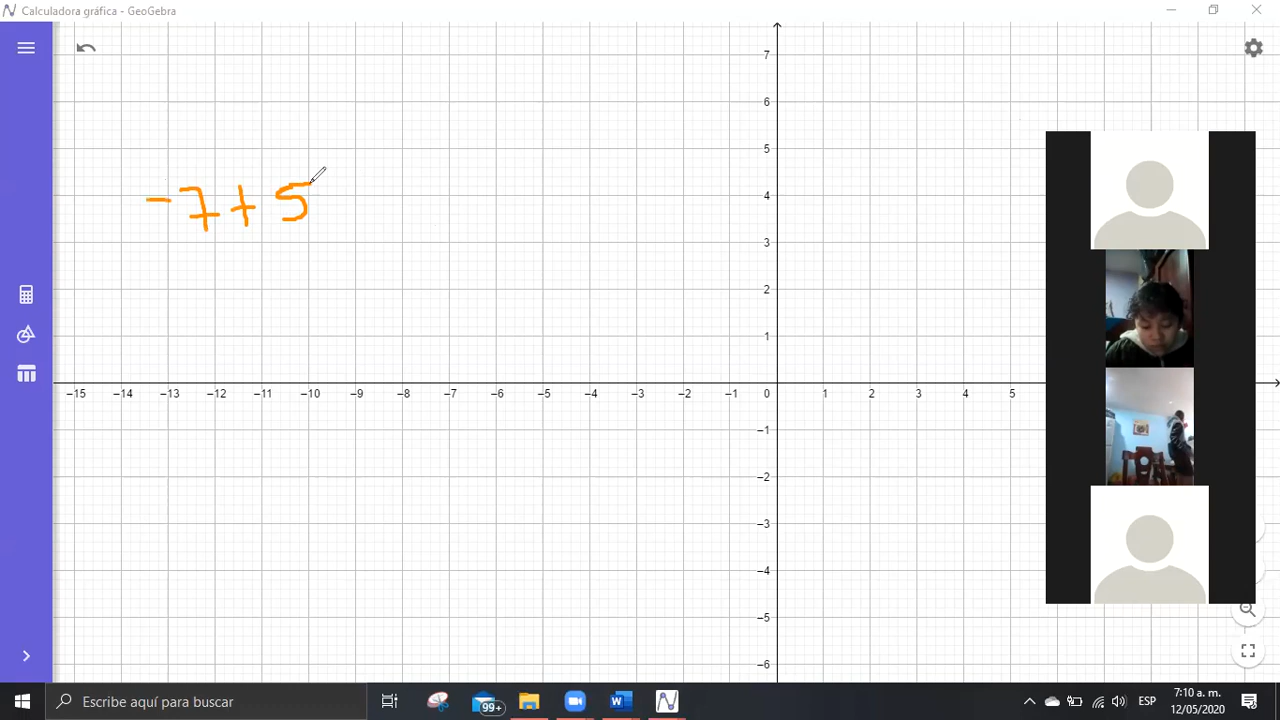 Calculadora gráfica - GeoGebra
7
6
5
4
3
2
1
-7+5
-15 -14 -13 -12 -11 -10 -9 -8 -7 -6 -5 -4 -3 -2 -1 0 1 2 3 4 5
-1
-2
-3
-4
-5
-6
Escribe aquí para buscar
99+
W
ESP
7:10 a. m.
12/05/2020